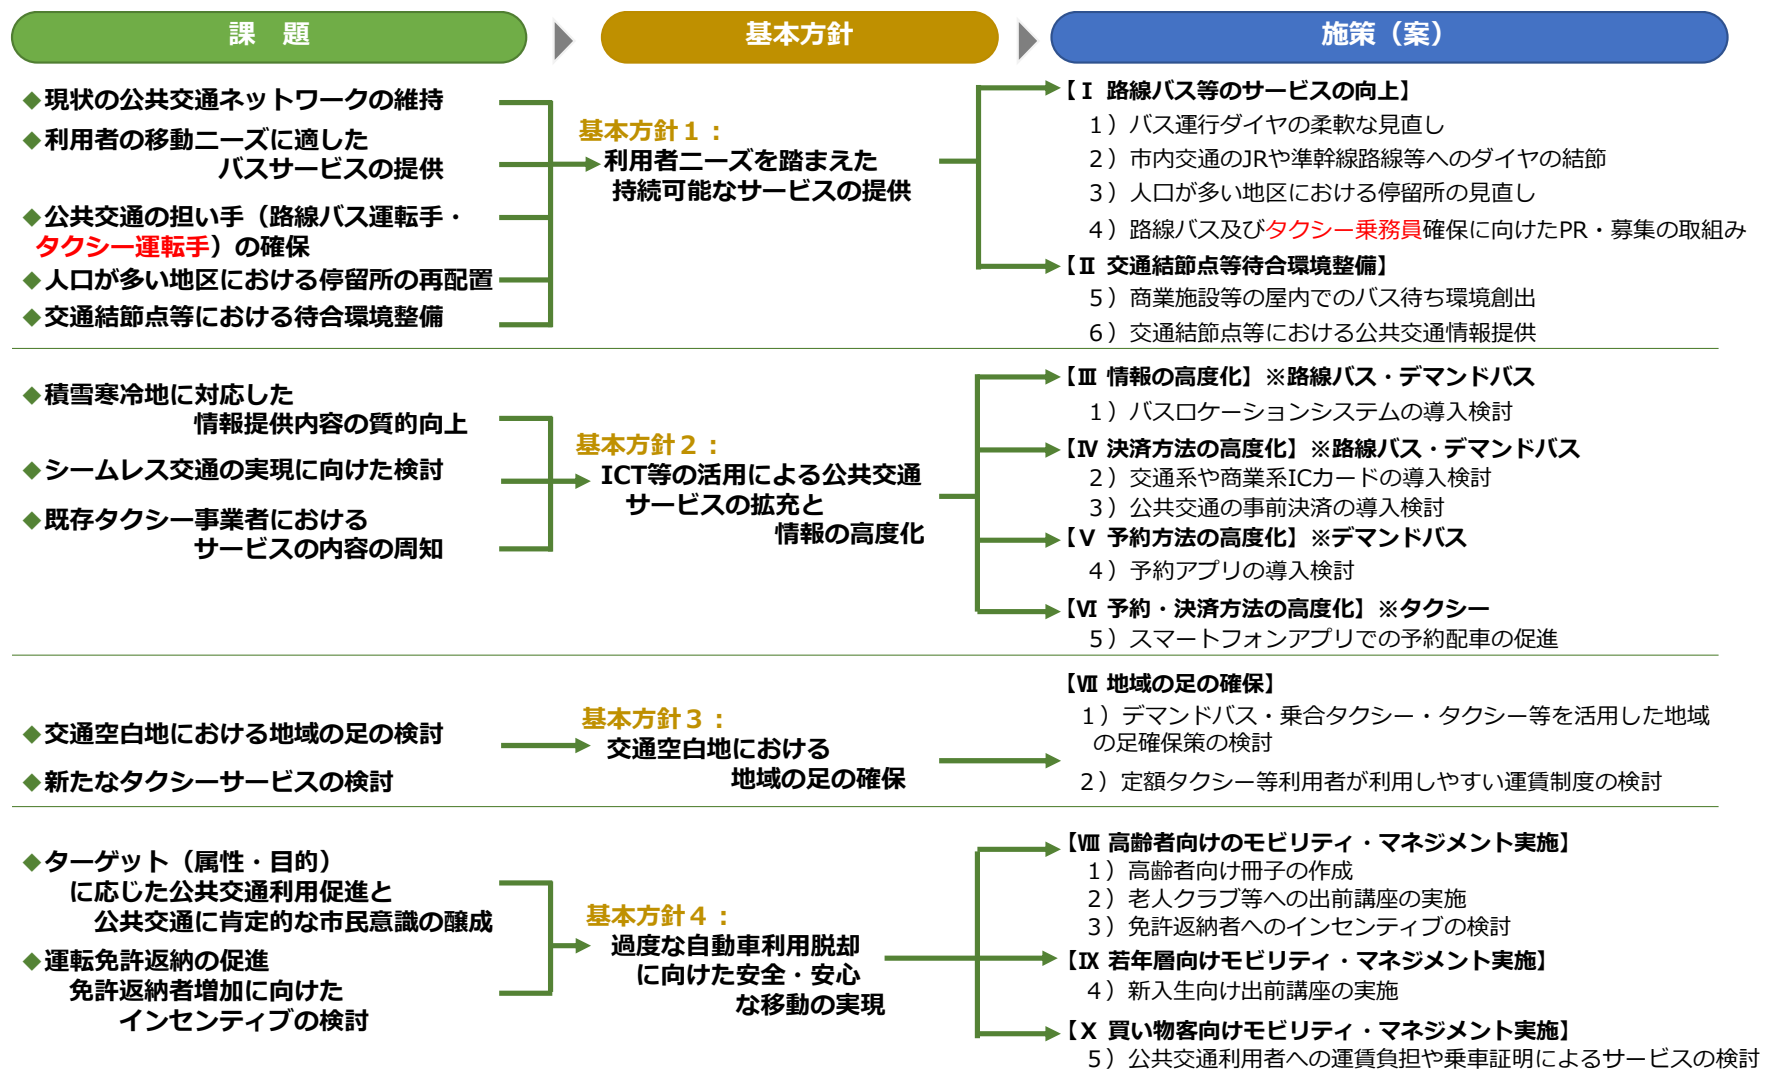 課　題
基本方針
施策（案）
◆現状の公共交通ネットワークの維持
◆利用者の移動ニーズに適した
バスサービスの提供
◆公共交通の担い手（路線バス運転手・
タクシー運転手）の確保
◆人口が多い地区における停留所の再配置
◆交通結節点等における待合環境整備
基本方針１：
利用者ニーズを踏まえた
持続可能なサービスの提供
【Ⅰ 路線バス等のサービスの向上】
１）バス運行ダイヤの柔軟な見直し
２）市内交通のJRや準幹線路線等へのダイヤの結節
３）人口が多い地区における停留所の見直し
４）路線バス及びタクシー乗務員確保に向けたPR・募集の取組み
【Ⅱ 交通結節点等待合環境整備】
５）商業施設等の屋内でのバス待ち環境創出
６）交通結節点等における公共交通情報提供
◆積雪寒冷地に対応した
情報提供内容の質的向上
◆シームレス交通の実現に向けた検討
◆既存タクシー事業者における
サービスの内容の周知
基本方針２：
ICT等の活用による公共交通
サービスの拡充と
情報の高度化
【Ⅲ 情報の高度化】※路線バス・デマンドバス
１）バスロケーションシステムの導入検討
【Ⅳ 決済方法の高度化】※路線バス・デマンドバス
２）交通系や商業系ICカードの導入検討
３）公共交通の事前決済の導入検討
【Ⅴ 予約方法の高度化】※デマンドバス
４）予約アプリの導入検討
【Ⅵ 予約・決済方法の高度化】※タクシー
５）スマートフォンアプリでの予約配車の促進
◆交通空白地における地域の足の検討
◆新たなタクシーサービスの検討
基本方針３：
交通空白地における
地域の足の確保
【Ⅶ 地域の足の確保】
１）デマンドバス・乗合タクシー・タクシー等を活用した地域
の足確保策の検討
２）定額タクシー等利用者が利用しやすい運賃制度の検討
◆ターゲット（属性・目的）
に応じた公共交通利用促進と
公共交通に肯定的な市民意識の醸成
◆運転免許返納の促進
免許返納者増加に向けた
インセンティブの検討
基本方針４：
過度な自動車利用脱却
に向けた安全・安心
な移動の実現
【Ⅷ 高齢者向けのモビリティ・マネジメント実施】
１）高齢者向け冊子の作成
２）老人クラブ等への出前講座の実施
３）免許返納者へのインセンティブの検討
【Ⅸ 若年層向けモビリティ・マネジメント実施】
４）新入生向け出前講座の実施
【Ⅹ 買い物客向けモビリティ・マネジメント実施】
５）公共交通利用者への運賃負担や乗車証明によるサービスの検討